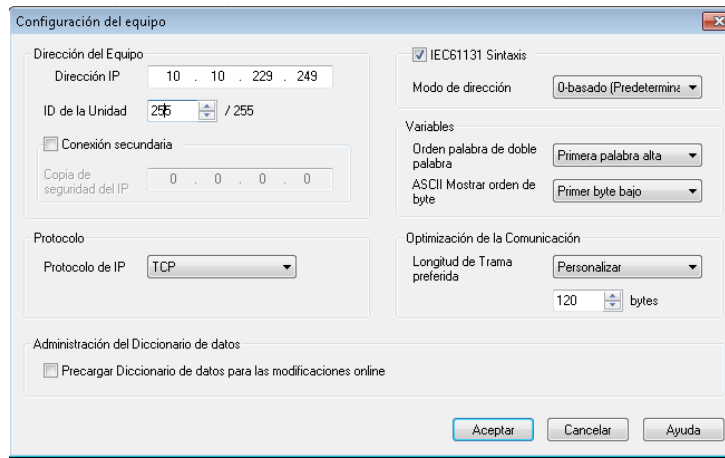 Configuración del equipo
Dirección del Equipo
Dirección IP 10 . 10 . 229 . 249
ID de la Unidad 255 / 255
Conexión secundaria
Copia de
seguridad del IP 0 . 0 . 0 . 0
Protocolo
Protocolo de IP TCP
IEC61131 Sintaxis
Modo de dirección 0-basado (Predetermina
Variables
Orden palabra de doble
palabra Primera palabra alta
ASCII Mostrar orden de
byte Primer byte bajo
Optimización de la Comunicación
Longitud de Trama
preferida Personalizar
120 bytes
Administración del Diccionario de datos
Precargar Diccionario de datos para las modificaciones online
Aceptar Cancelar Ayuda